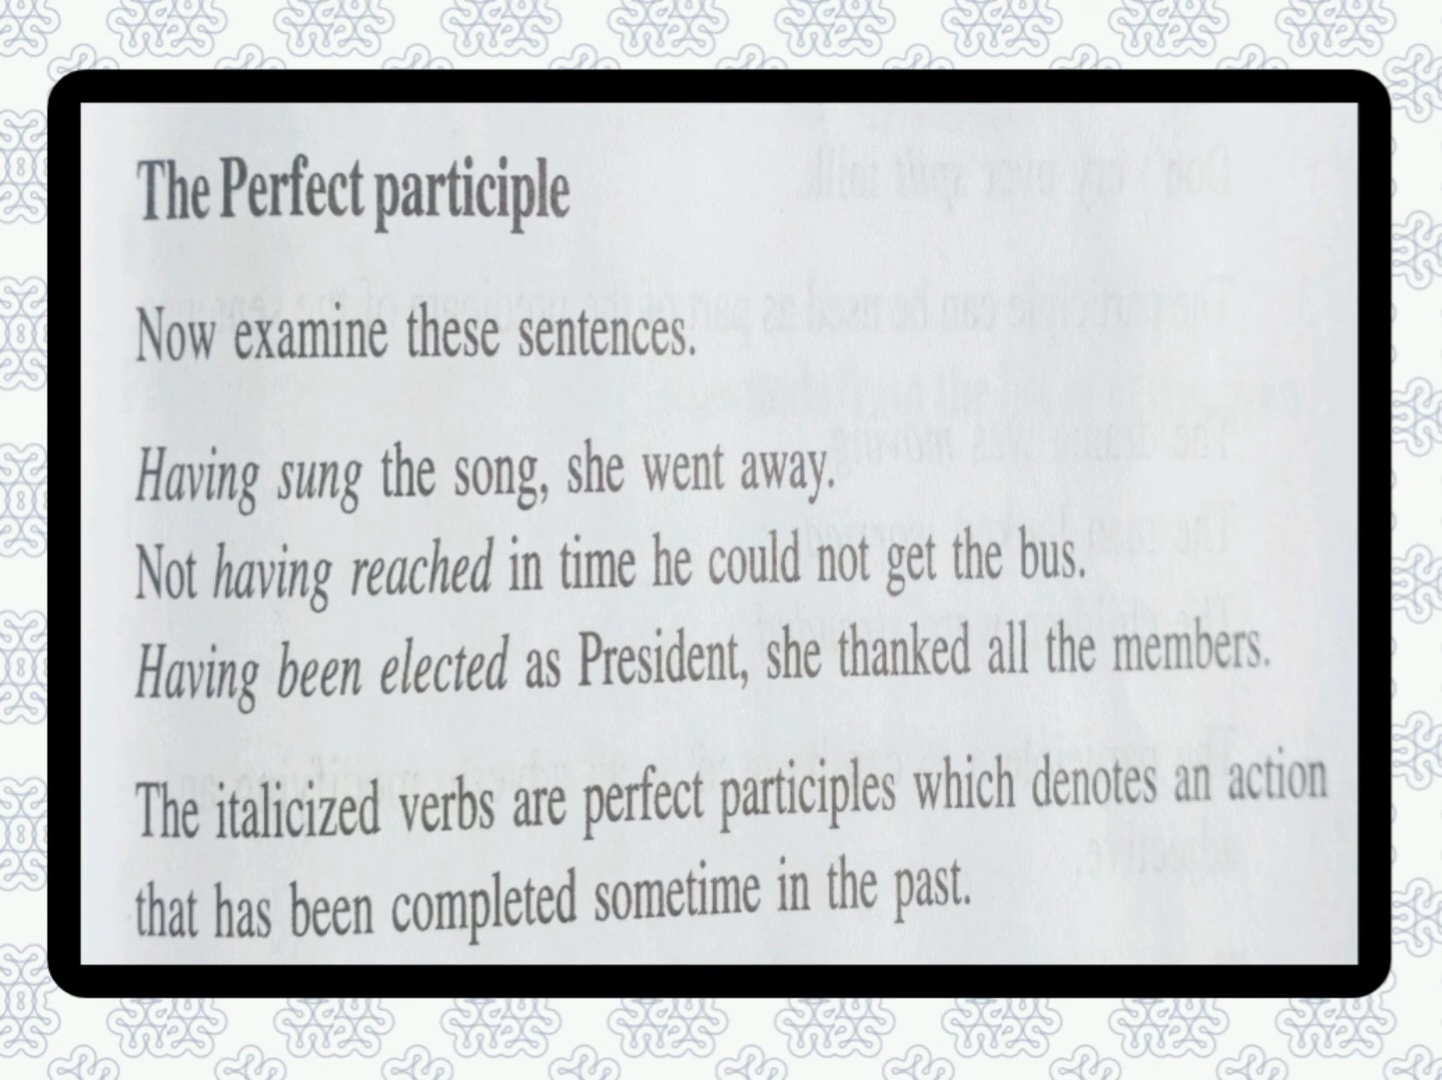 The Perfect participle
Now examine these sentences.
Having sung the song, she went away.
Not having reached in time he could not get the bus.
Having been elected as President, she thanked all the members.
The italicized verbs are perfect participles which denotes an action
that has been completed sometime in the past.